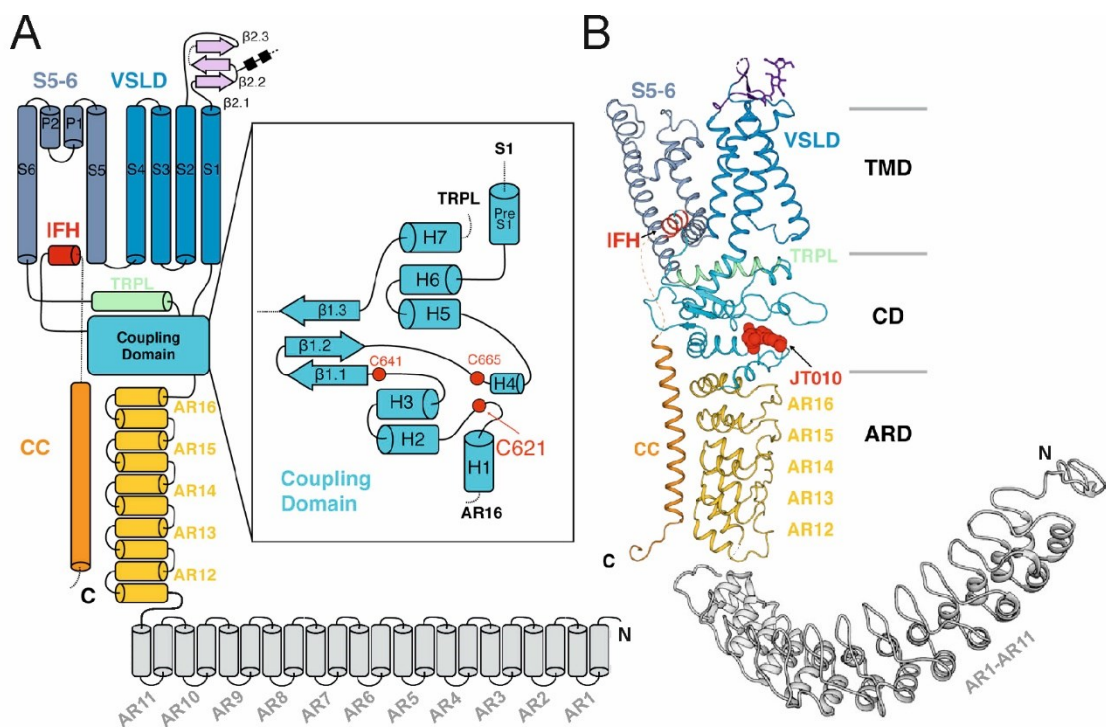 A
S5-6
VSLD
β2.3
β2.2
β2.1
P2
P1
S6
S5
S4
S3
S2
S1
IFH
TRPL
Coupling
Domain
CC
C
AR16
AR15
AR14
AR13
AR12
S1
TRPL
Pre
S1
H7
H6
H5
β1.3
β1.2
β1.1
C641
C665
H4
H3
H2
C621
H1
Coupling
Domain
AR16
N
AR11
AR10
AR9
AR8
AR7
AR6
AR5
AR4
AR3
AR2
AR1
B
S5-6
VSLD
TMD
IFH
TRPL
CD
JT010
AR16
ARD
AR15
CC
AR14
AR13
AR12
N
C
AR1-AR11